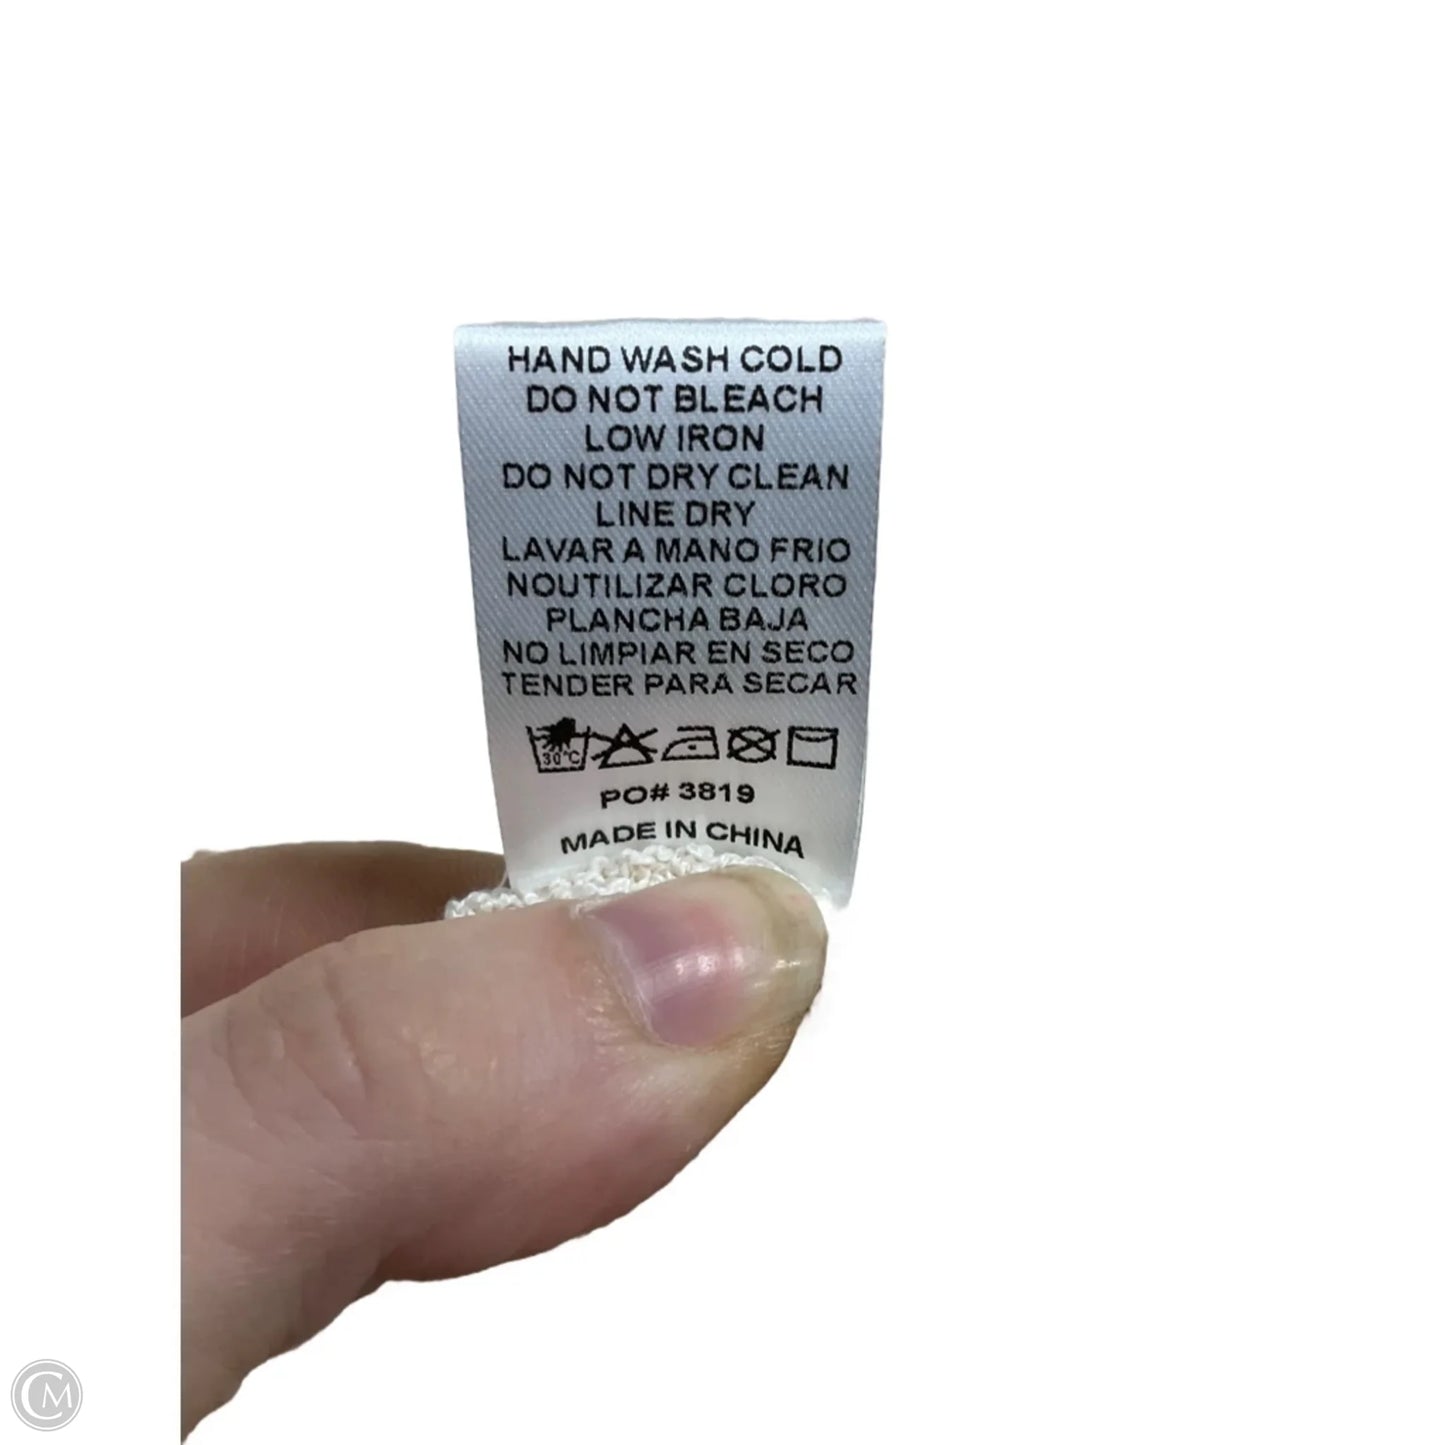 HAND WASH COLD
DO NOT BLEACH
LOW IRON
DO NOT DRY CLEAN
LINE DRY
LAVAR A MANO FRIO
NOUTILIZAR CLORO
PLANCHA BAJA
NO LIMPIAR EN SECO
TENDER PARA SECAR
30°C
PO# 3819
MADE IN CHINA
CM